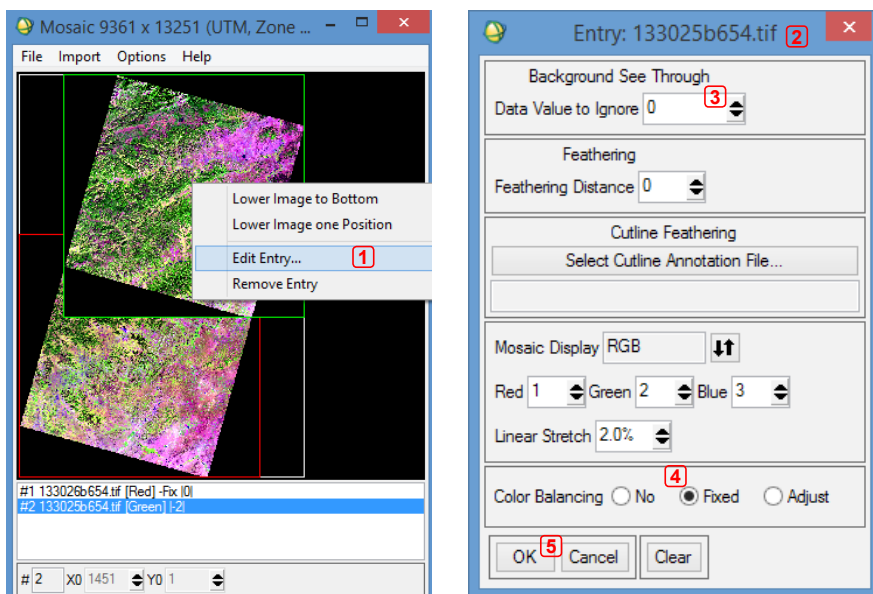 Mosaic 9361 x 13251 (UTM, Zone ...
File Import Options Help
Lower Image to Bottom
Lower Image one Position
Edit Entry... 1
Remove Entry
#1 133026b654.tif [Red] -Fix |0|
#2 133025b654.tif [Green] |-2|
# 2 X0 1451 Y0 1
Entry: 133025b654.tif 2
Background See Through
Data Value to Ignore 0 3
Feathering
Feathering Distance 0
Cutline Feathering
Select Cutline Annotation File...
Mosaic Display RGB
Red 1 Green 2 Blue 3
Linear Stretch 2.0%
4
Color Balancing No Fixed Adjust
OK 5 Cancel Clear